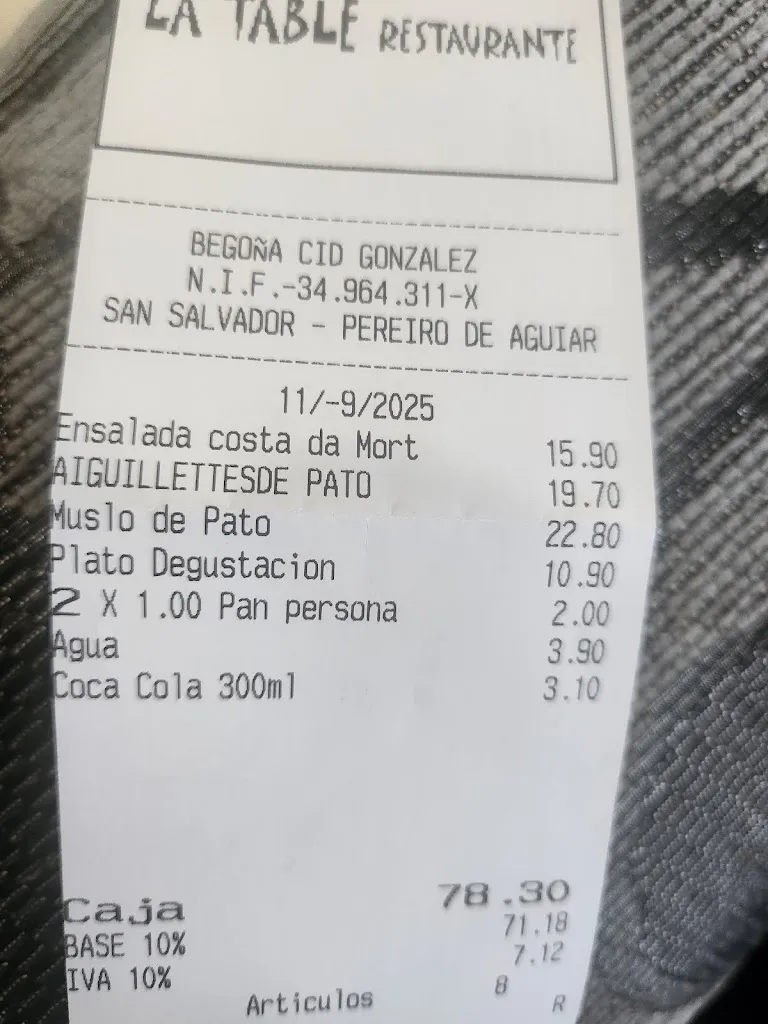 LA TABLE RESTAURANTE
BEGOÑA CID GONZALEZ
N.I.F.-34.964.311-X
SAN SALVADOR - PEREIRO DE AGUIAR
11/-9/2025
Ensalada costa da Mort 15.90
AIGUILLETTESDE PATO 19.70
Muslo de Pato 22.80
Plato Degustacion 10.90
2 X 1.00 Pan persona 2.00
Agua 3.90
Coca Cola 300ml 3.10
Caja 78.30
BASE 10% 71.18
IVA 10% 7.12
Articulos 8
R